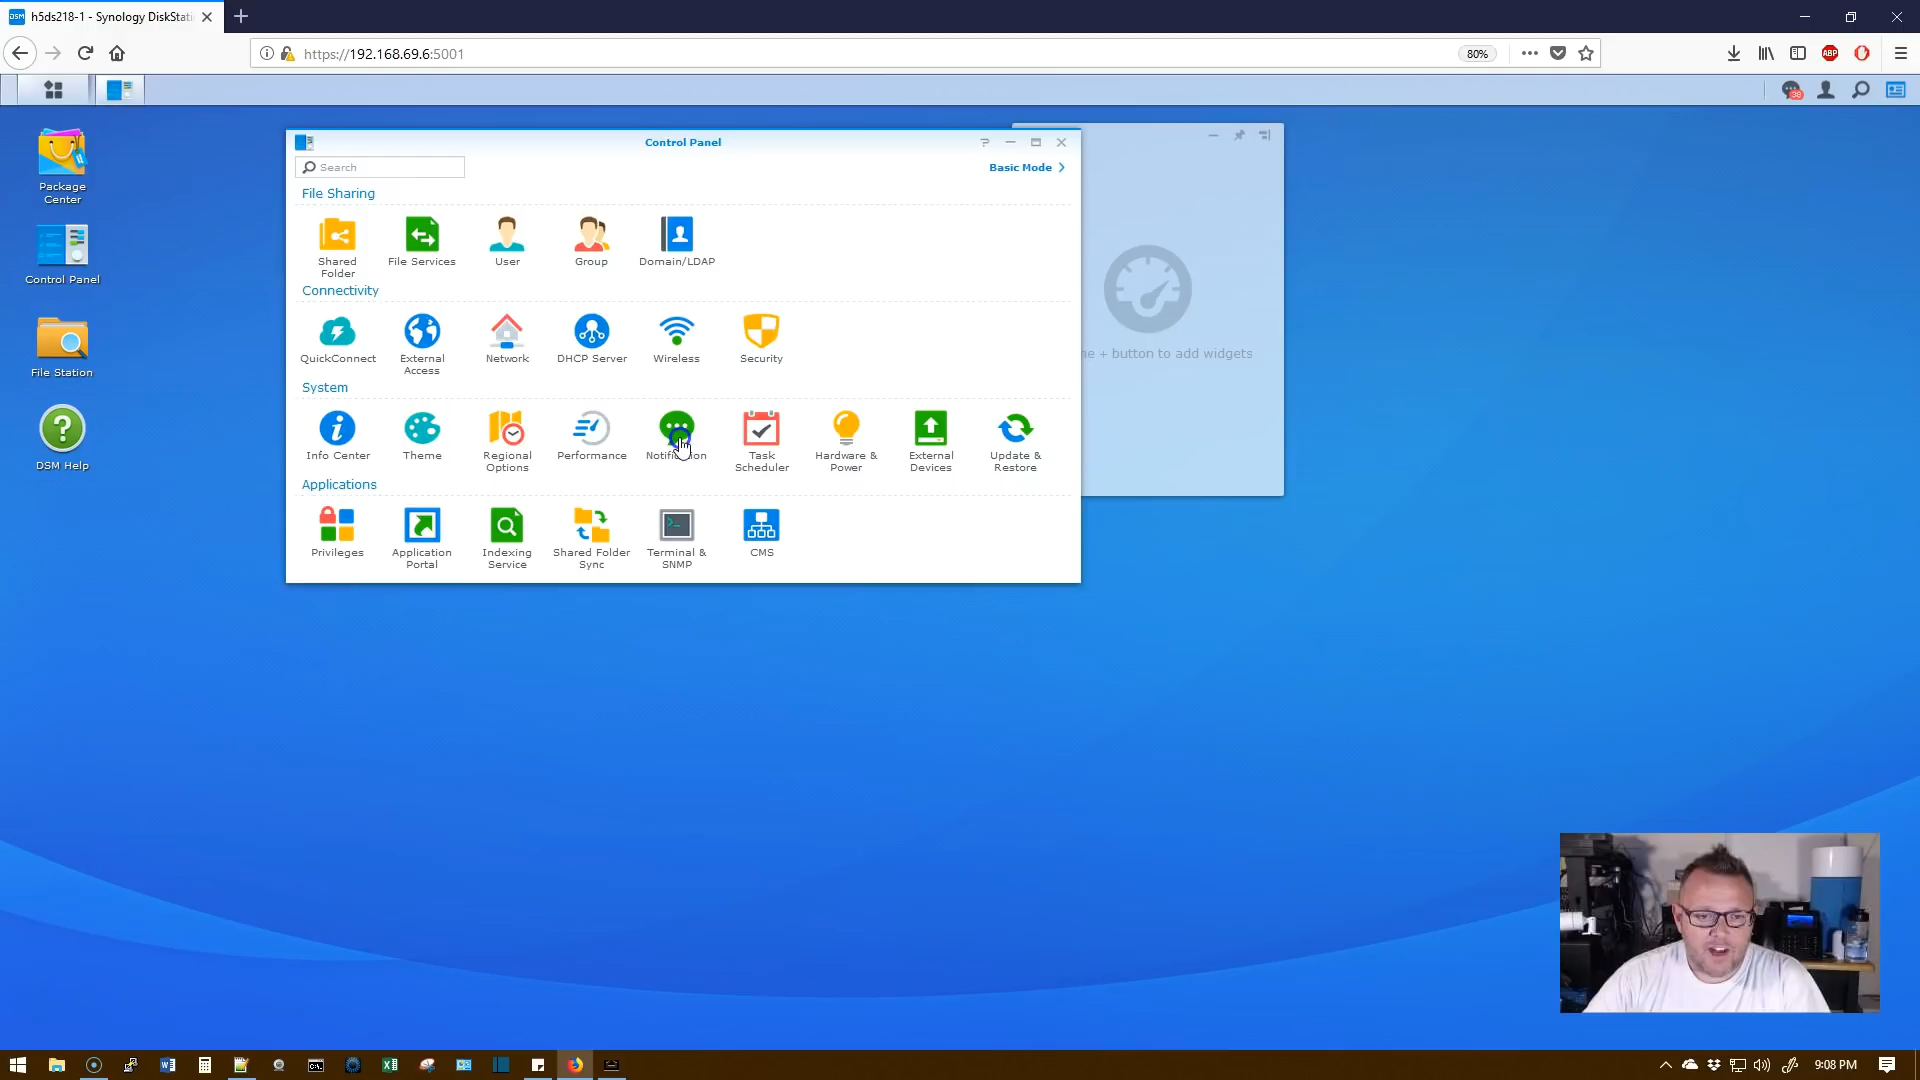 h5ds218-1 - Synology DiskStati
https://192.168.69.6:5001
80%
ABP
38
Package
Center
Control Panel
File Station
DSM Help
Control Panel
Search
Basic Mode
File Sharing
Shared
Folder
File Services
User
Group
Domain/LDAP
Connectivity
QuickConnect
External
Access
Network
DHCP Server
Wireless
Security
System
Info Center
Theme
Regional
Options
Performance
Notification
Task
Scheduler
Hardware &
Power
External
Devices
Update &
Restore
Applications
Privileges
Application
Portal
Indexing
Service
Shared Folder
Sync
Terminal &
SNMP
CMS
+ button to add widgets
9:08 PM